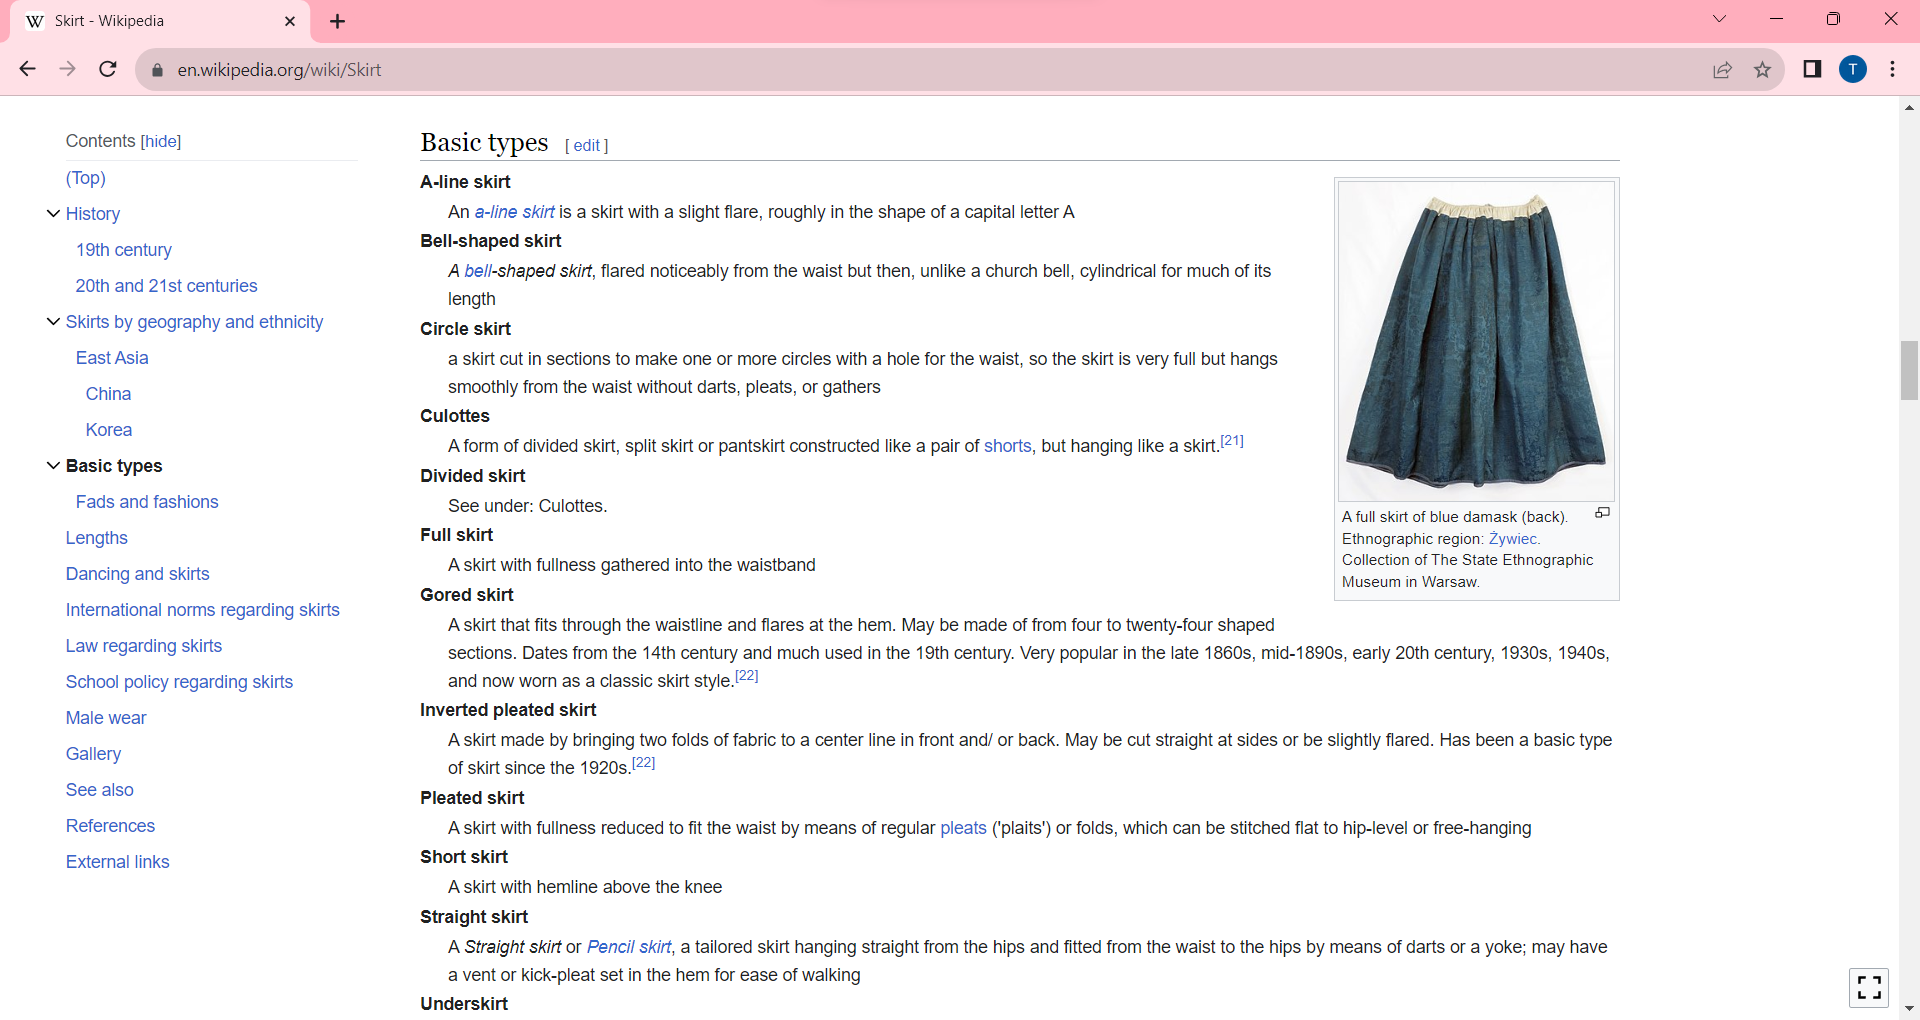 Skirt - Wikipedia
en.wikipedia.org/wiki/Skirt
T
Contents [hide]
(Top)
History
19th century
20th and 21st centuries
Skirts by geography and ethnicity
East Asia
China
Korea
Basic types
Fads and fashions
Lengths
Dancing and skirts
International norms regarding skirts
Law regarding skirts
School policy regarding skirts
Male wear
Gallery
See also
References
External links
Basic types [ edit ]
A-line skirt
An a-line skirt is a skirt with a slight flare, roughly in the shape of a capital letter A
Bell-shaped skirt
A bell-shaped skirt, flared noticeably from the waist but then, unlike a church bell, cylindrical for much of its
length
Circle skirt
a skirt cut in sections to make one or more circles with a hole for the waist, so the skirt is very full but hangs
smoothly from the waist without darts, pleats, or gathers
Culottes
A form of divided skirt, split skirt or pantskirt constructed like a pair of shorts, but hanging like a skirt.[21]
Divided skirt
See under: Culottes.
Full skirt
A skirt with fullness gathered into the waistband
Gored skirt
A skirt that fits through the waistline and flares at the hem. May be made of from four to twenty-four shaped
sections. Dates from the 14th century and much used in the 19th century. Very popular in the late 1860s, mid-1890s, early 20th century, 1930s, 1940s,
and now worn as a classic skirt style.[22]
Inverted pleated skirt
A skirt made by bringing two folds of fabric to a center line in front and/ or back. May be cut straight at sides or be slightly flared. Has been a basic type
of skirt since the 1920s.[22]
Pleated skirt
A skirt with fullness reduced to fit the waist by means of regular pleats ('plaits') or folds, which can be stitched flat to hip-level or free-hanging
Short skirt
A skirt with hemline above the knee
Straight skirt
A Straight skirt or Pencil skirt, a tailored skirt hanging straight from the hips and fitted from the waist to the hips by means of darts or a yoke; may have
a vent or kick-pleat set in the hem for ease of walking
Underskirt
A full skirt of blue damask (back).
Ethnographic region: Żywiec.
Collection of The State Ethnographic
Museum in Warsaw.